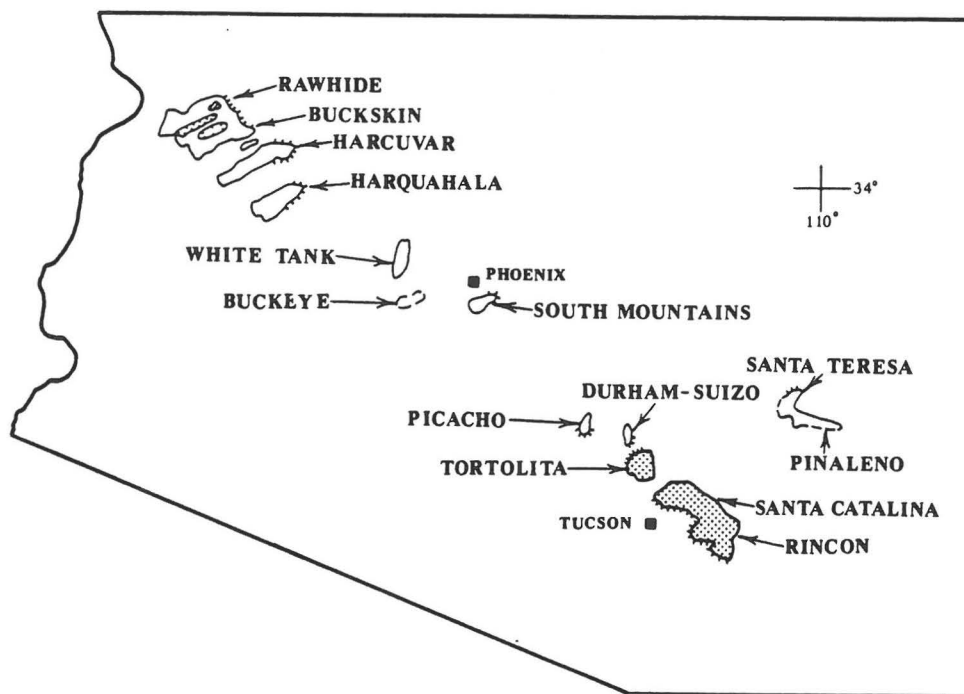 RAWHIDE
BUCKSKIN
HARCUVAR
HARQUAHALA
34°
110°
WHITE TANK
PHOENIX
BUCKEYE
SOUTH MOUNTAINS
SANTA TERESA
DURHAM-SUIZO
PICACHO
TORTOLITA
PINALENO
SANTA CATALINA
TUCSON
RINCON